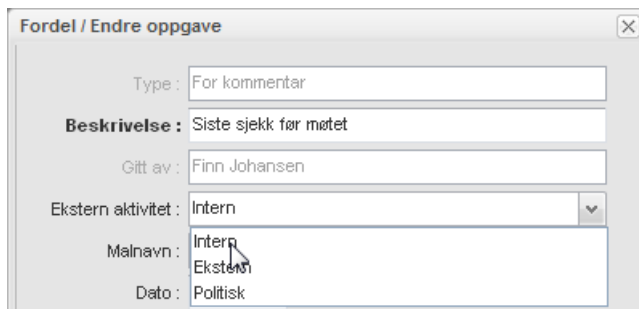 Fordel / Endre oppgave
Type : For kommentar
Beskrivelse : Siste sjekk før møtet
Gitt av : Finn Johansen
Ekstern aktivitet : Intern
Malnavn : Intern
Ekstern
Dato : Politisk